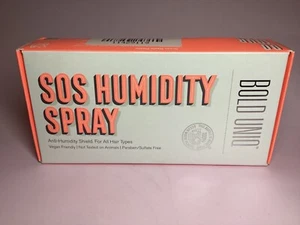 SOS HUMIDITY
SPRAY
Anti-Humidity Shield For All Hair Types
Vegan Friendly | Not Tested on Animals | Paraben/Sulfate Free
BOLD UNIQ